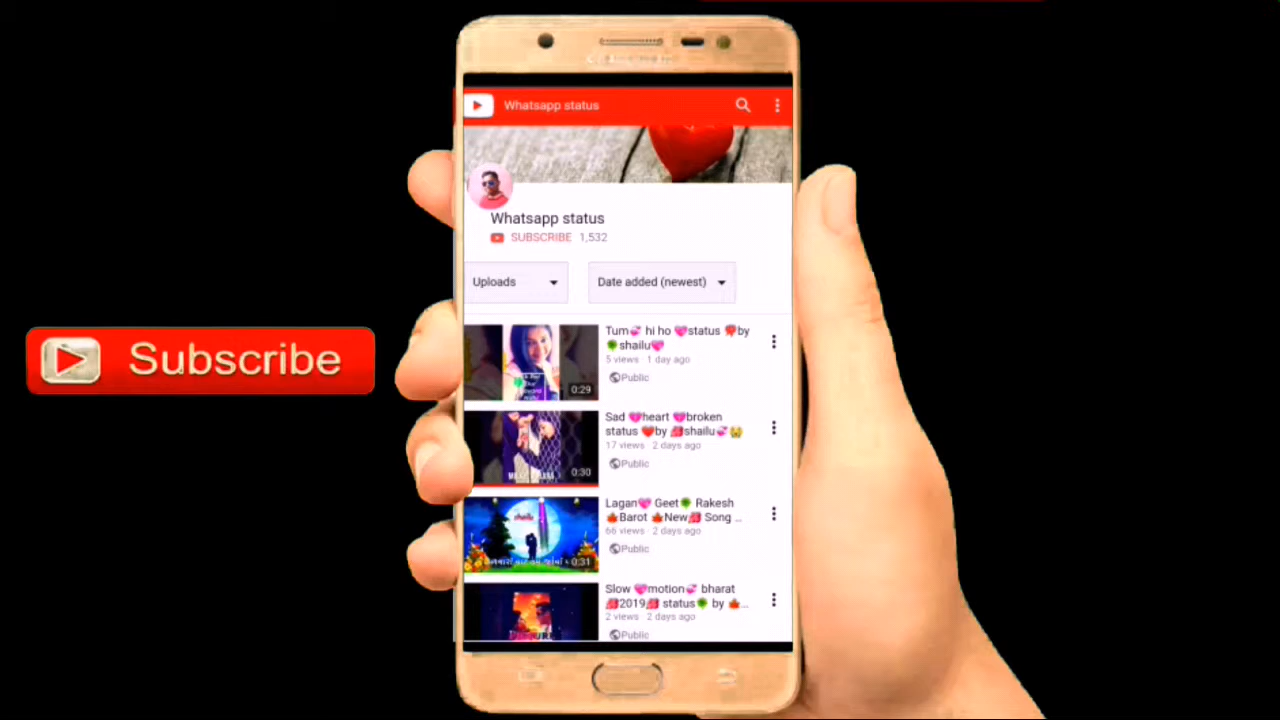 Whatsapp status
Whatsapp status
SUBSCRIBE 1,532
Uploads
Date added (newest)
Subscribe
Tum💞 hi ho 💖status 🌹by
🌳shailu💖
5 views · 1 day ago
Public
0:29
Sad 💖heart 💖broken
status ❤️by 🌺shailu💞😭
17 views · 2 days ago
Public
0:30
Lagan💖 Geet🌳 Rakesh
🍁Barot 🍁New🌺 Song ...
66 views · 2 days ago
Public
shailu
0:31
Slow 💖motion💞 bharat
🌺2019🌺 status🌳 by 🍁...
2 views · 2 days ago
Public